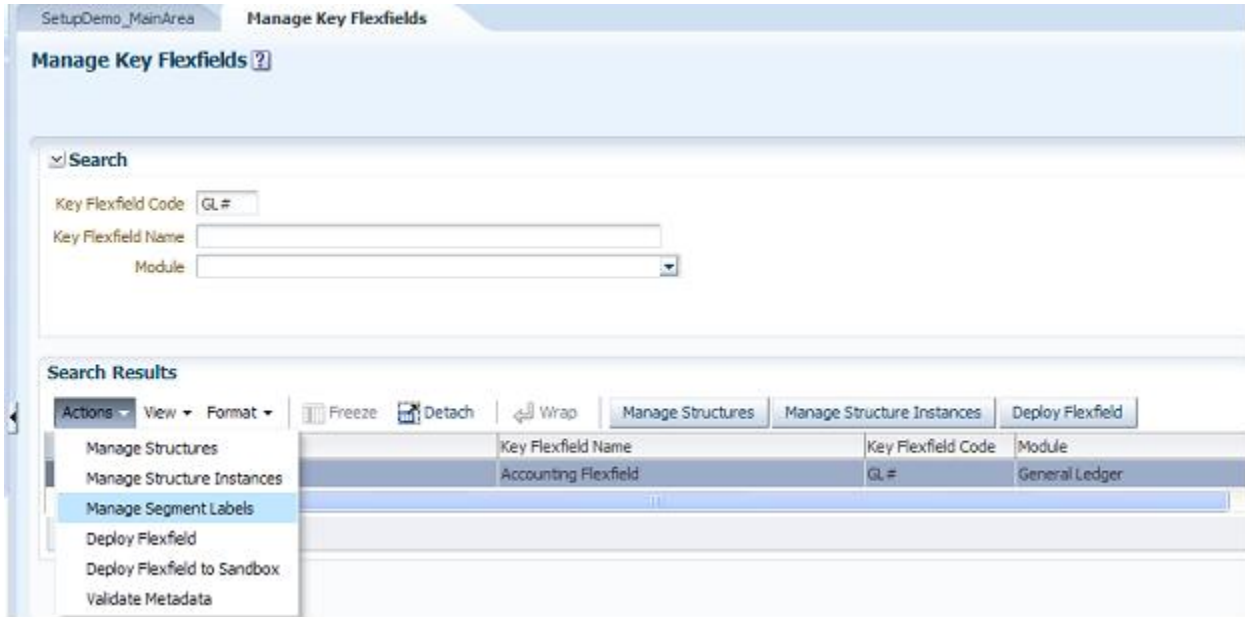 SetupDemo_MainArea Manage Key Flexfields
Manage Key Flexfields ?
Search
Key Flexfield Code GL#
Key Flexfield Name
Module
Search Results
Actions View Format Freeze Detach Wrap Manage Structures Manage Structure Instances Deploy Flexfield
Key Flexfield Name Key Flexfield Code Module
Accounting Flexfield GL# General Ledger
Manage Structures
Manage Structure Instances
Manage Segment Labels
Deploy Flexfield
Deploy Flexfield to Sandbox
Validate Metadata